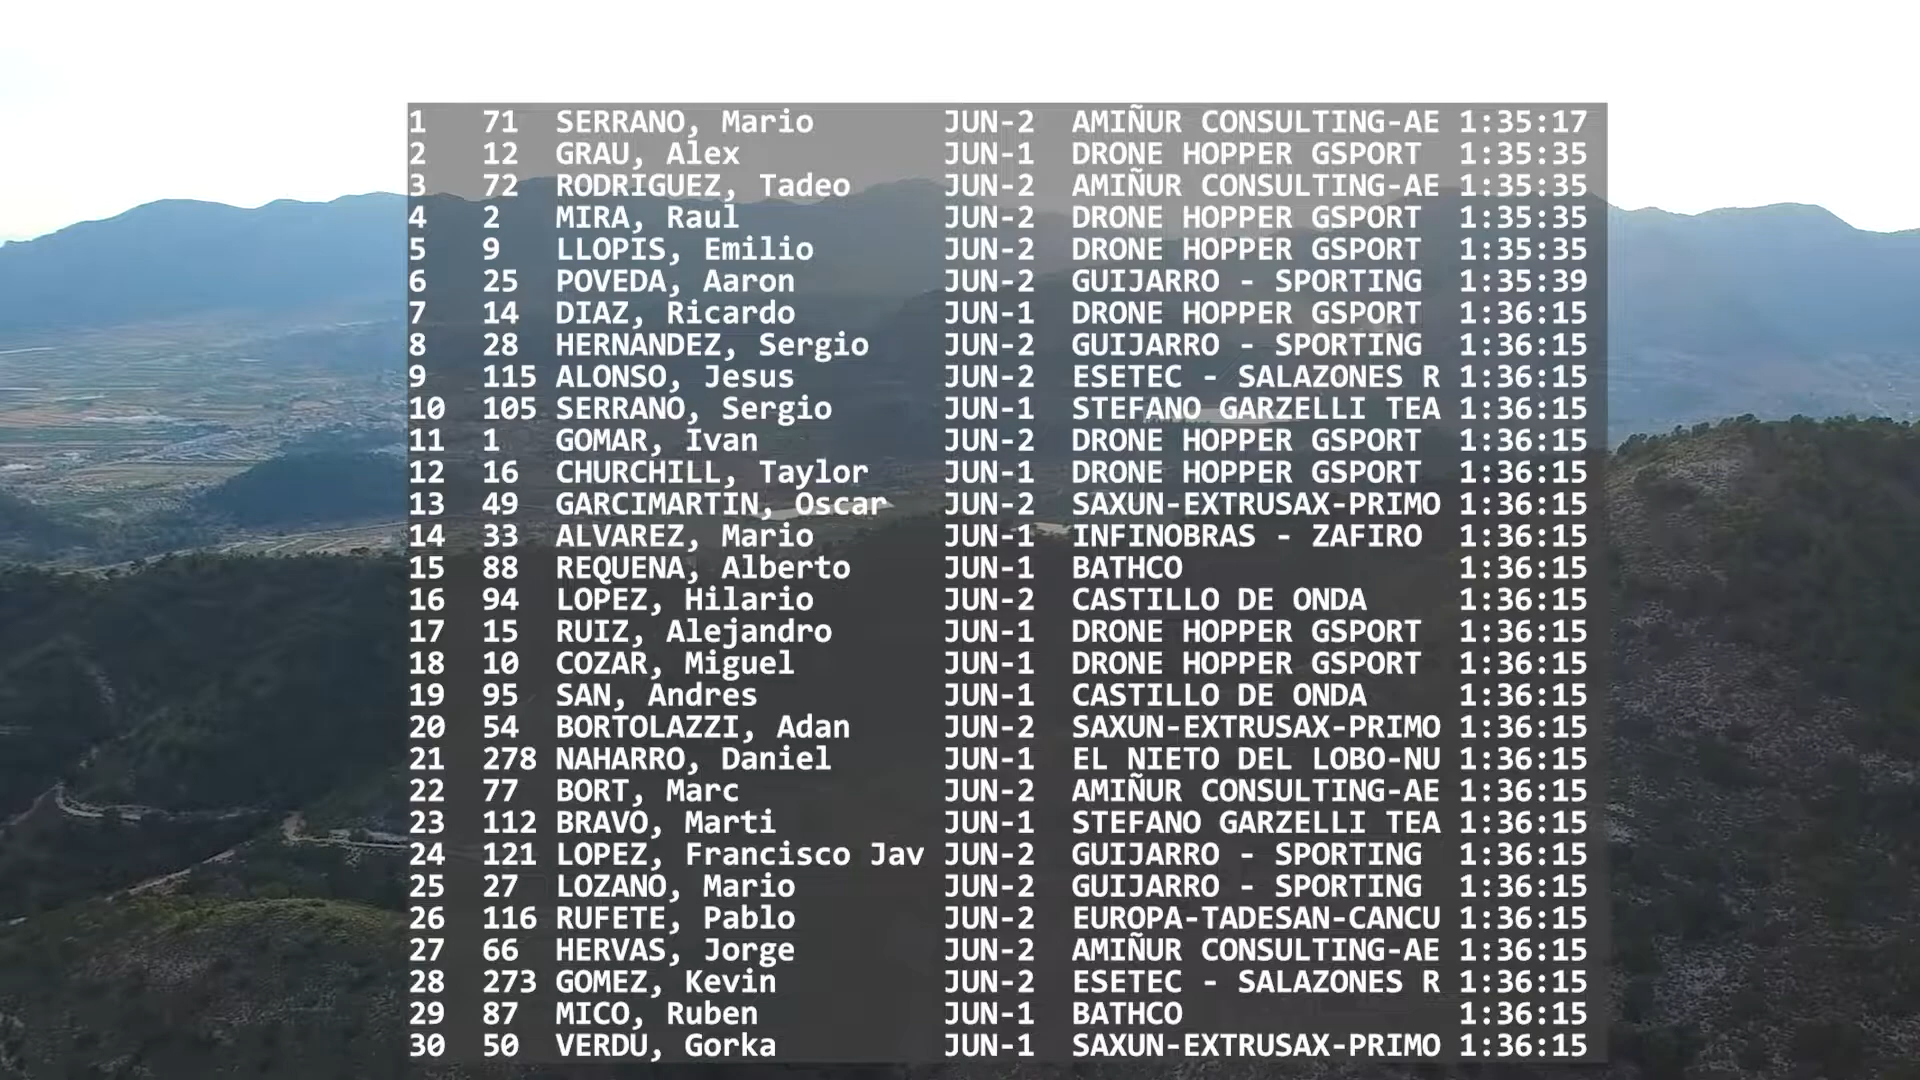 1 71 SERRANO, Mario JUN-2 AMIÑUR CONSULTING-AE 1:35:17
2 12 GRAU, Alex JUN-1 DRONE HOPPER GSPORT 1:35:35
3 72 RODRIGUEZ, Tadeo JUN-2 AMIÑUR CONSULTING-AE 1:35:35
4 2 MIRA, Raul JUN-2 DRONE HOPPER GSPORT 1:35:35
5 9 LLOPIS, Emilio JUN-2 DRONE HOPPER GSPORT 1:35:35
6 25 POVEDA, Aaron JUN-2 GUIJARRO - SPORTING 1:35:39
7 14 DIAZ, Ricardo JUN-1 DRONE HOPPER GSPORT 1:36:15
8 28 HERNANDEZ, Sergio JUN-2 GUIJARRO - SPORTING 1:36:15
9 115 ALONSO, Jesus JUN-2 ESETEC - SALAZONES R 1:36:15
10 105 SERRANO, Sergio JUN-1 STEFANO GARZELLI TEA 1:36:15
11 1 GOMAR, Ivan JUN-2 DRONE HOPPER GSPORT 1:36:15
12 16 CHURCHILL, Taylor JUN-1 DRONE HOPPER GSPORT 1:36:15
13 49 GARCIMARTIN, Oscar JUN-2 SAXUN-EXTRUSAX-PRIMO 1:36:15
14 33 ALVAREZ, Mario JUN-1 INFINOBRAS - ZAFIRO 1:36:15
15 88 REQUENA, Alberto JUN-1 BATHCO 1:36:15
16 94 LOPEZ, Hilario JUN-2 CASTILLO DE ONDA 1:36:15
17 15 RUIZ, Alejandro JUN-1 DRONE HOPPER GSPORT 1:36:15
18 10 COZAR, Miguel JUN-1 DRONE HOPPER GSPORT 1:36:15
19 95 SAN, Andres JUN-1 CASTILLO DE ONDA 1:36:15
20 54 BORTOLAZZI, Adan JUN-2 SAXUN-EXTRUSAX-PRIMO 1:36:15
21 278 NAHARRO, Daniel JUN-1 EL NIETO DEL LOBO-NU 1:36:15
22 77 BORT, Marc JUN-2 AMIÑUR CONSULTING-AE 1:36:15
23 112 BRAVO, Marti JUN-1 STEFANO GARZELLI TEA 1:36:15
24 121 LOPEZ, Francisco Jav JUN-2 GUIJARRO - SPORTING 1:36:15
25 27 LOZANO, Mario JUN-2 GUIJARRO - SPORTING 1:36:15
26 116 RUFETE, Pablo JUN-2 EUROPA-TADESAN-CANCU 1:36:15
27 66 HERVAS, Jorge JUN-2 AMIÑUR CONSULTING-AE 1:36:15
28 273 GOMEZ, Kevin JUN-2 ESETEC - SALAZONES R 1:36:15
29 87 MICO, Ruben JUN-1 BATHCO 1:36:15
30 50 VERDÚ, Gorka JUN-1 SAXUN-EXTRUSAX-PRIMO 1:36:15